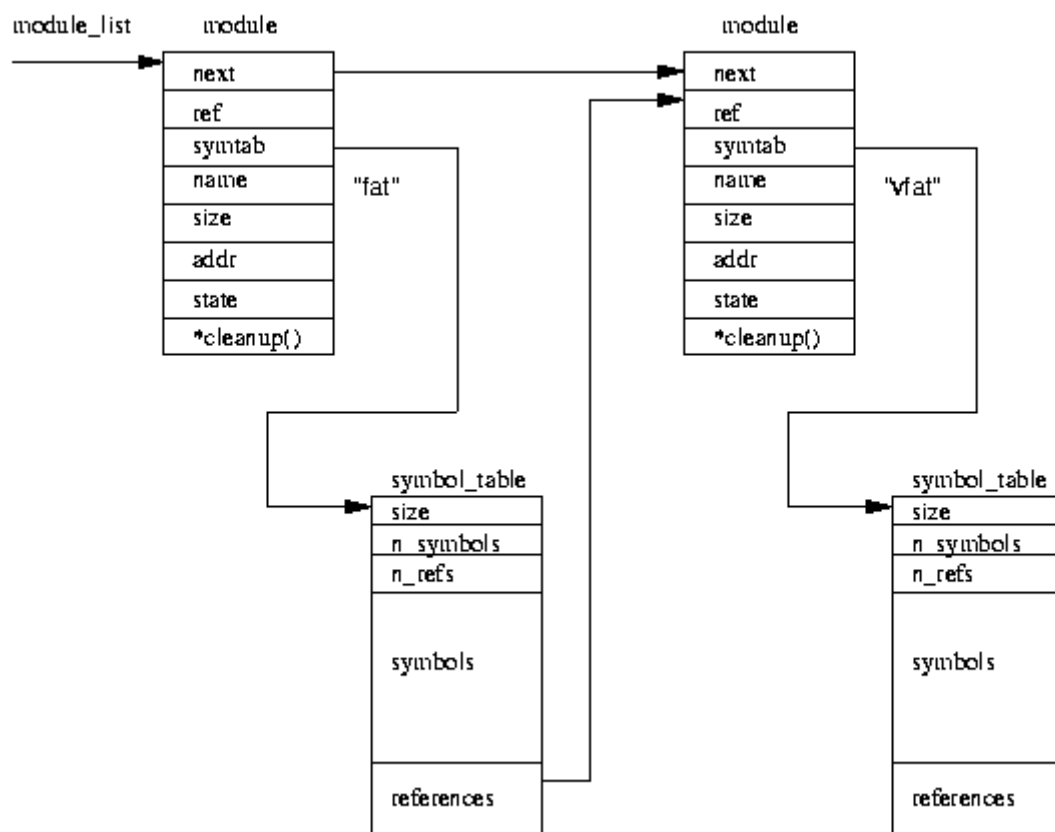 module_list
module
next
ref
symtab
name
"fat"
size
addr
state
*cleanup()
module
next
ref
symtab
name
"vfat"
size
addr
state
*cleanup()
symbol_table
size
n_symbols
n_refs
symbols
references
symbol_table
size
n_symbols
n_refs
symbols
references